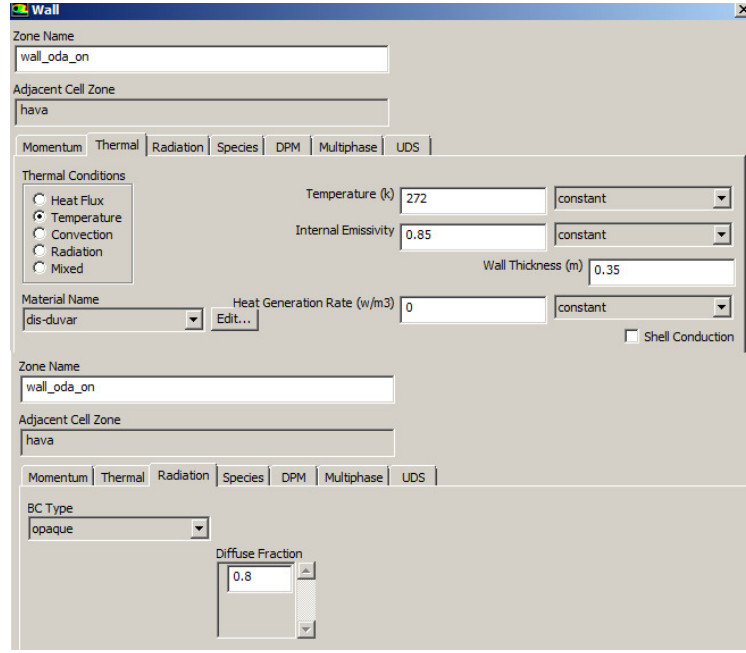 Wall
Zone Name
wall_oda_on
Adjacent Cell Zone
hava
Momentum Thermal Radiation Species DPM Multiphase UDS
Thermal Conditions
Heat Flux
Temperature
Convection
Radiation
Mixed
Temperature (k) 272 constant
Internal Emissivity 0.85 constant
Wall Thickness (m) 0.35
Material Name
dis-duvar Edit...
Heat Generation Rate (w/m3) 0 constant
Shell Conduction
Zone Name
wall_oda_on
Adjacent Cell Zone
hava
Momentum Thermal Radiation Species DPM Multiphase UDS
BC Type
opaque
Diffuse Fraction
0.8